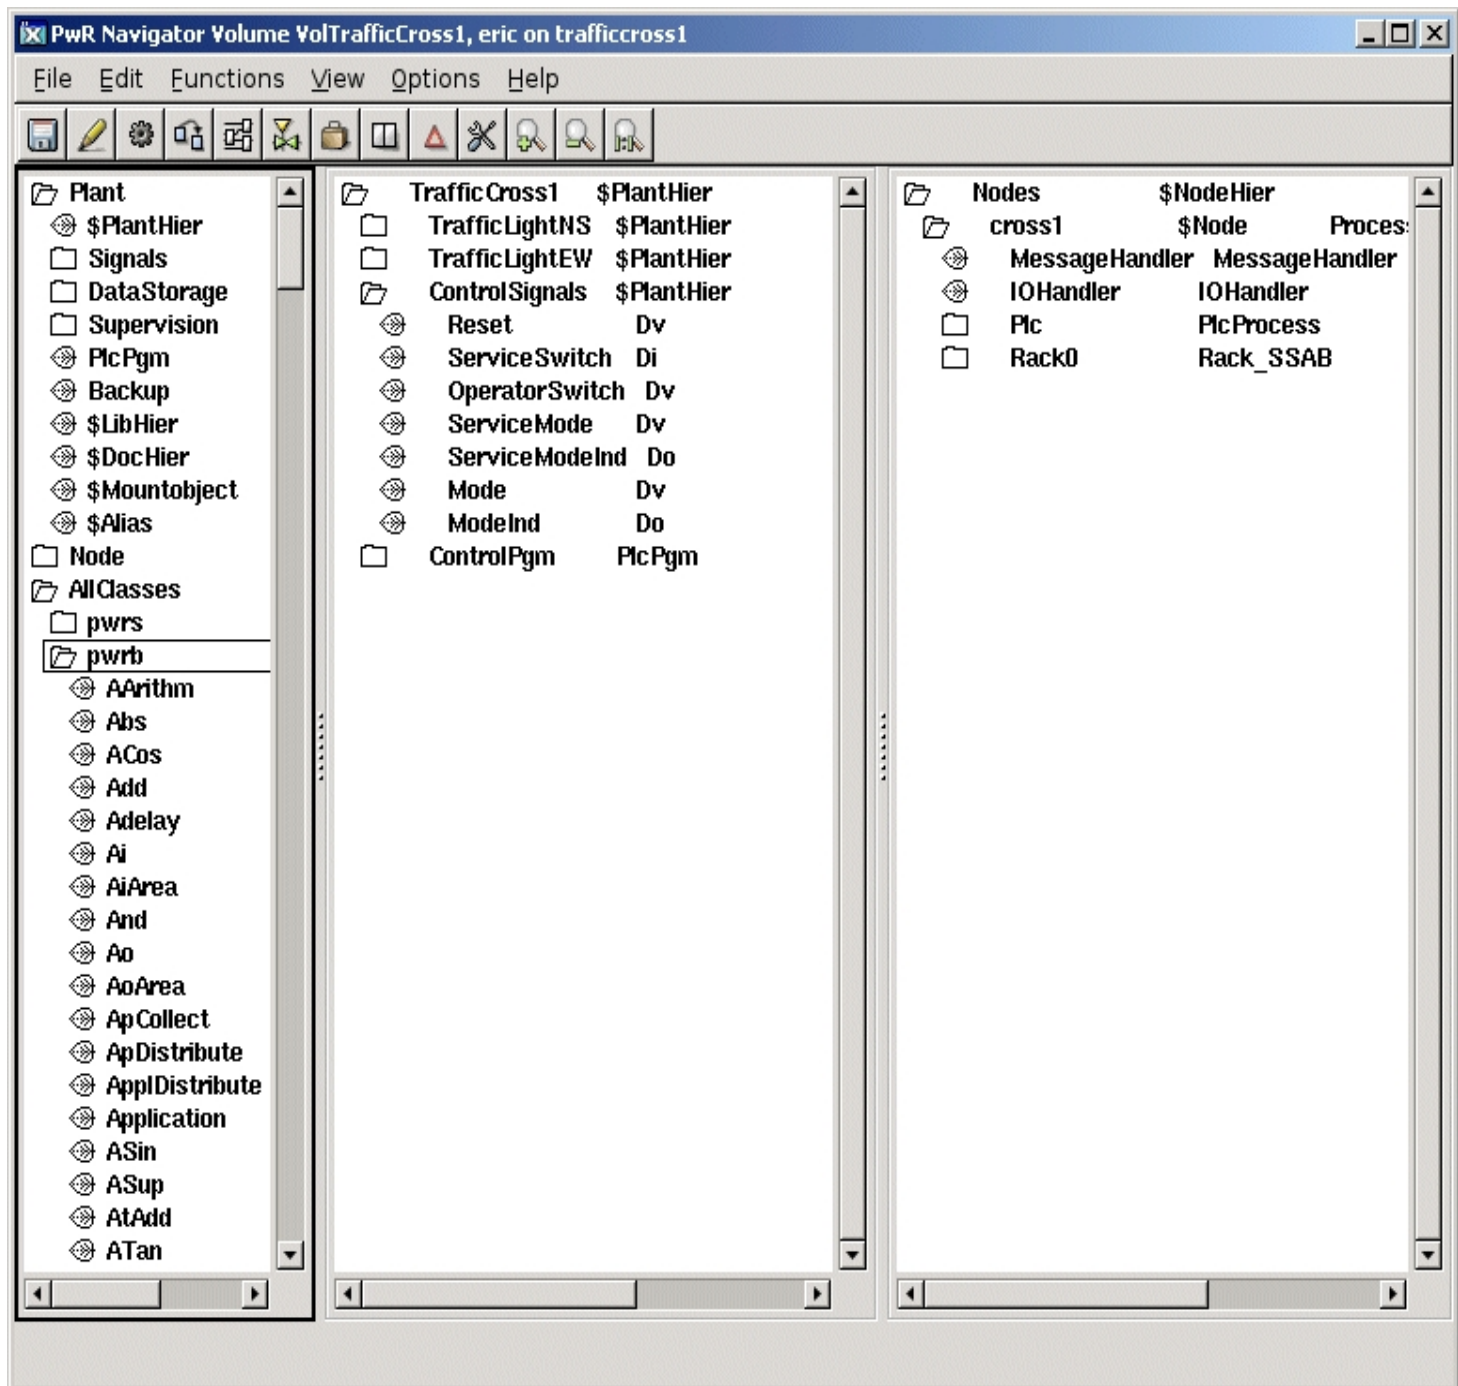 PwR Navigator Volume VolTrafficCross1, eric on trafficcross1
File Edit Functions View Options Help
Plant
$PlantHier
Signals
DataStorage
Supervision
PlcPgm
Backup
$LibHier
$DocHier
$Mountobject
$Alias
Node
AllClasses
pwrs
pwrb
AArithm
Abs
ACos
Add
Adelay
Ai
AiArea
And
Ao
AoArea
ApCollect
ApDistribute
ApplDistribute
Application
ASin
ASup
AtAdd
ATan
TrafficCross1 $PlantHier
TrafficLightNS $PlantHier
TrafficLightEW $PlantHier
ControlSignals $PlantHier
Reset Dv
ServiceSwitch Di
OperatorSwitch Dv
ServiceMode Dv
ServiceModeInd Do
Mode Dv
ModeInd Do
ControlPgm PlcPgm
Nodes $NodeHier
cross1 $Node Proces
MessageHandler MessageHandler
IOHandler IOHandler
Plc PlcProcess
Rack0 Rack_SSAB